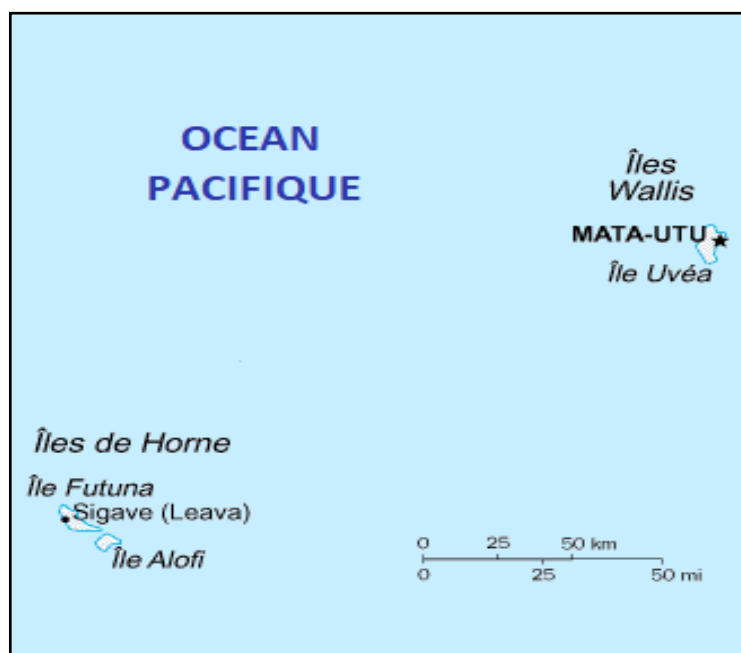 OCEAN
PACIFIQUE
Îles
Wallis
MATA-UTU
Île Uvéa
Îles de Horne
Île Futuna
Sigave (Leava)
Île Alofi
0 25 50 km
0 25 50 mi